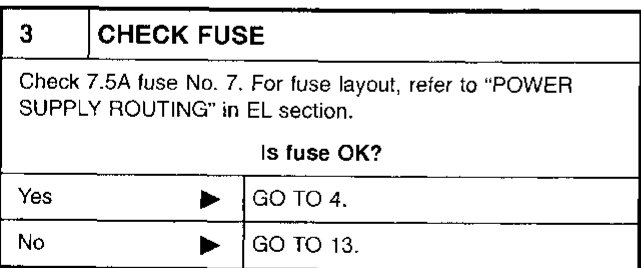 3 CHECK FUSE
Check 7.5A fuse No. 7. For fuse layout, refer to “POWER
SUPPLY ROUTING” in EL section.
Is fuse OK?
Yes ► GO TO 4.
No ► GO TO 13.